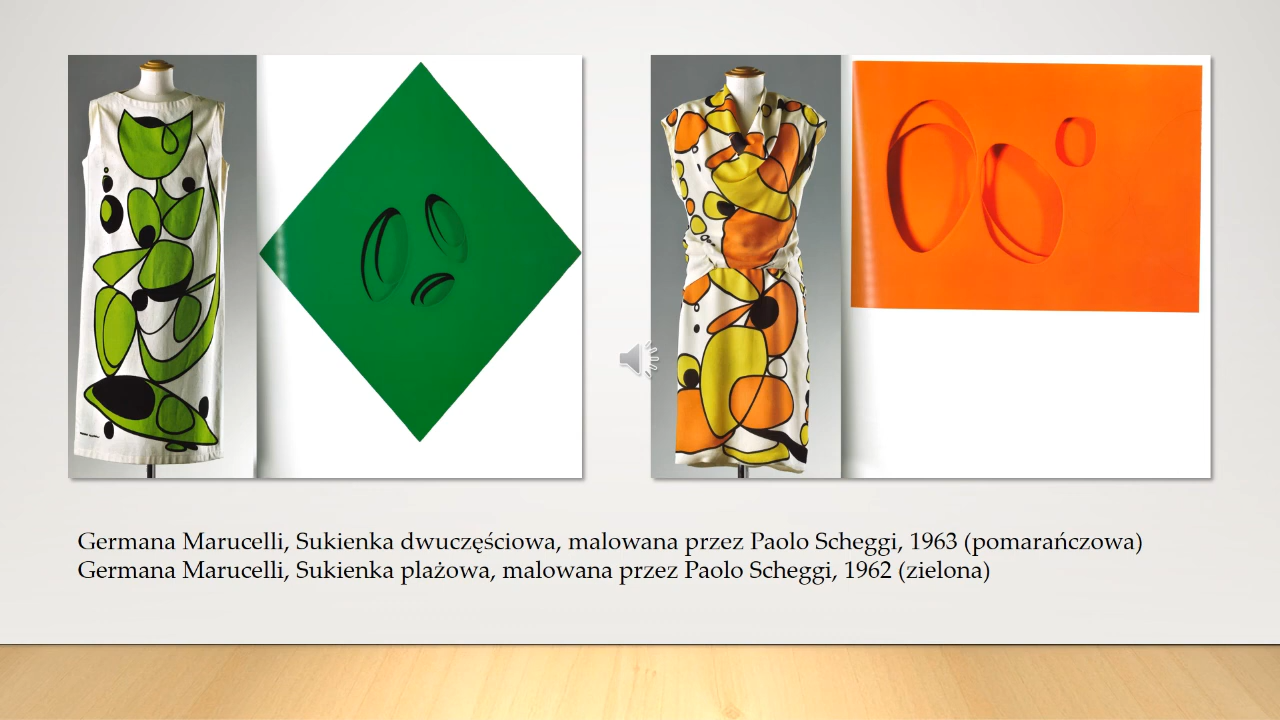 Germana Marucelli, Sukienka dwuczęściowa, malowana przez Paolo Scheggi, 1963 (pomarańczowa)
Germana Marucelli, Sukienka plażowa, malowana przez Paolo Scheggi, 1962 (zielona)